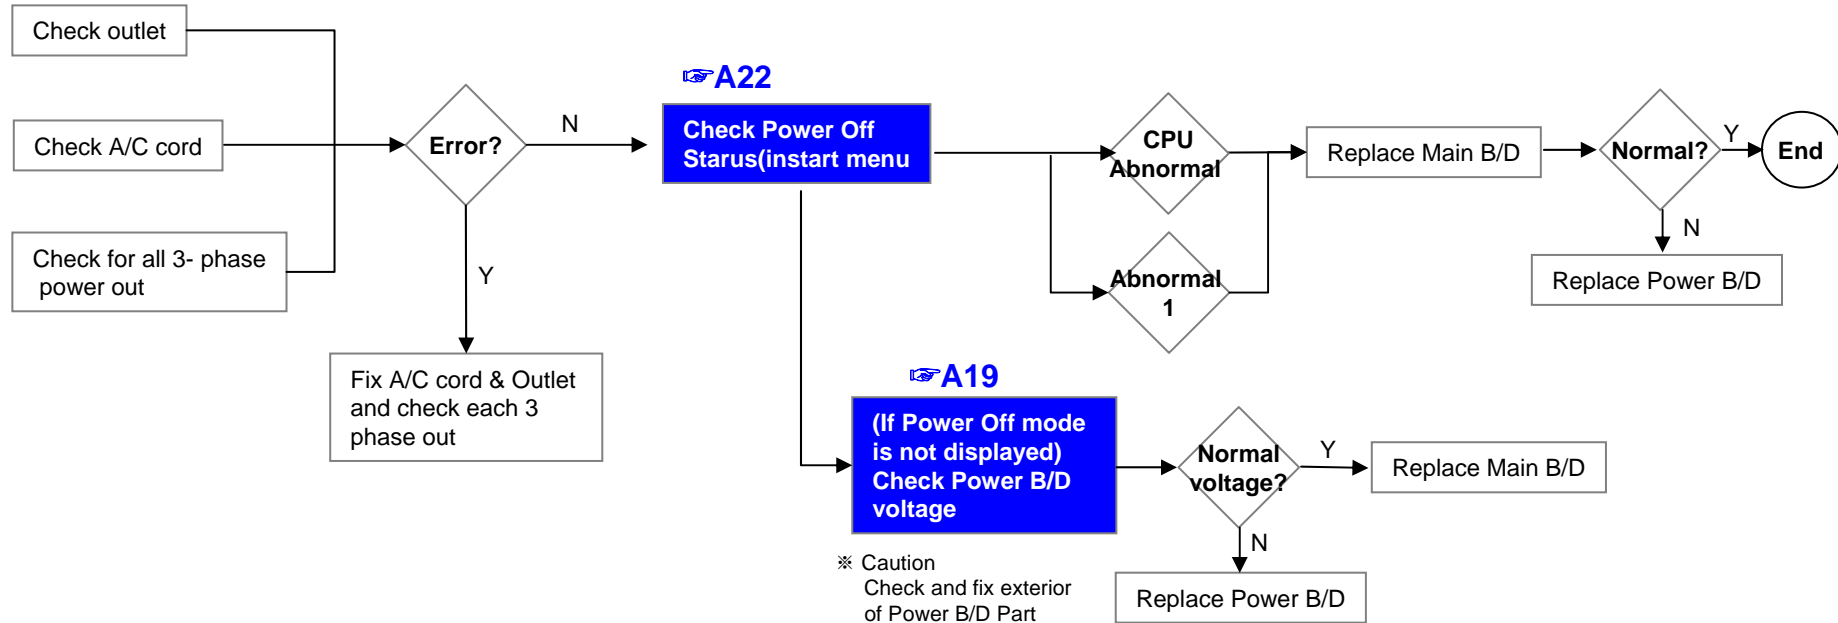 Check outlet
Check A/C cord
Check for all 3- phase
power out
Error?
N
Y
Fix A/C cord & Outlet
and check each 3
phase out
☞A22
Check Power Off
Starus(instart menu
CPU
Abnormal
Abnormal
1
Replace Main B/D
Normal?
Y
End
N
Replace Power B/D
☞A19
(If Power Off mode
is not displayed)
Check Power B/D
voltage
※ Caution
Check and fix exterior
of Power B/D Part
Normal
voltage?
Y
Replace Main B/D
N
Replace Power B/D